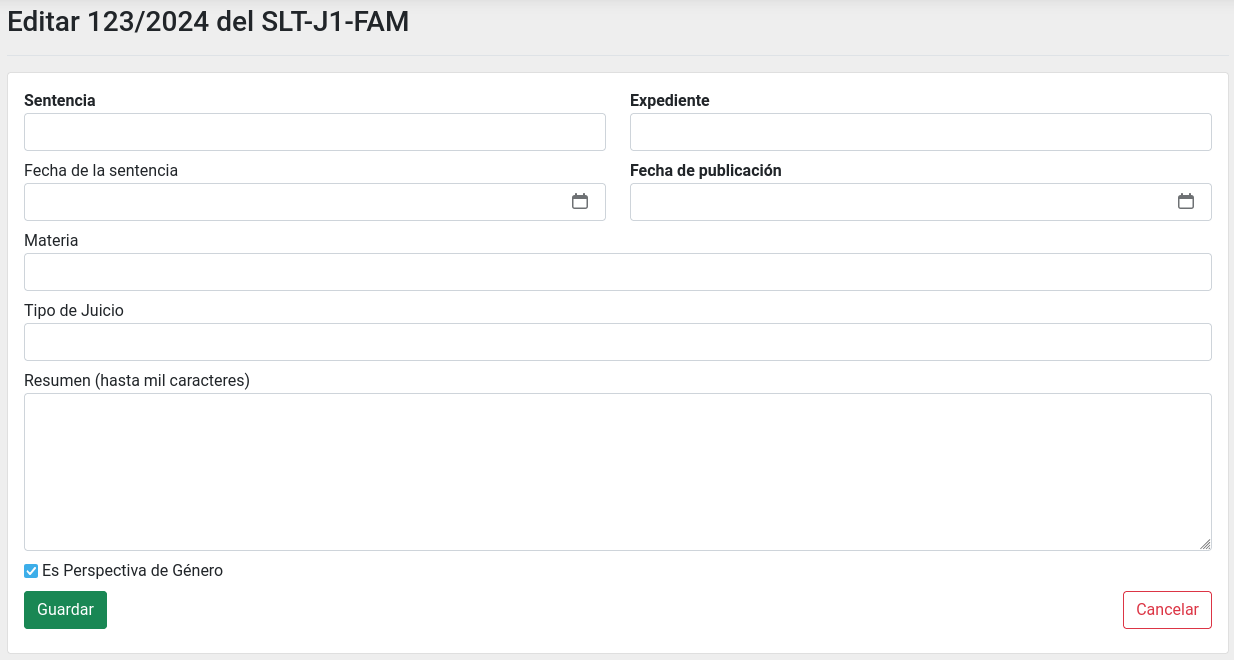 Editar 123/2024 del SLT-J1-FAM
Sentencia
Expediente
Fecha de la sentencia
Fecha de publicación
Materia
Tipo de Juicio
Resumen (hasta mil caracteres)
Es Perspectiva de Género
Guardar
Cancelar